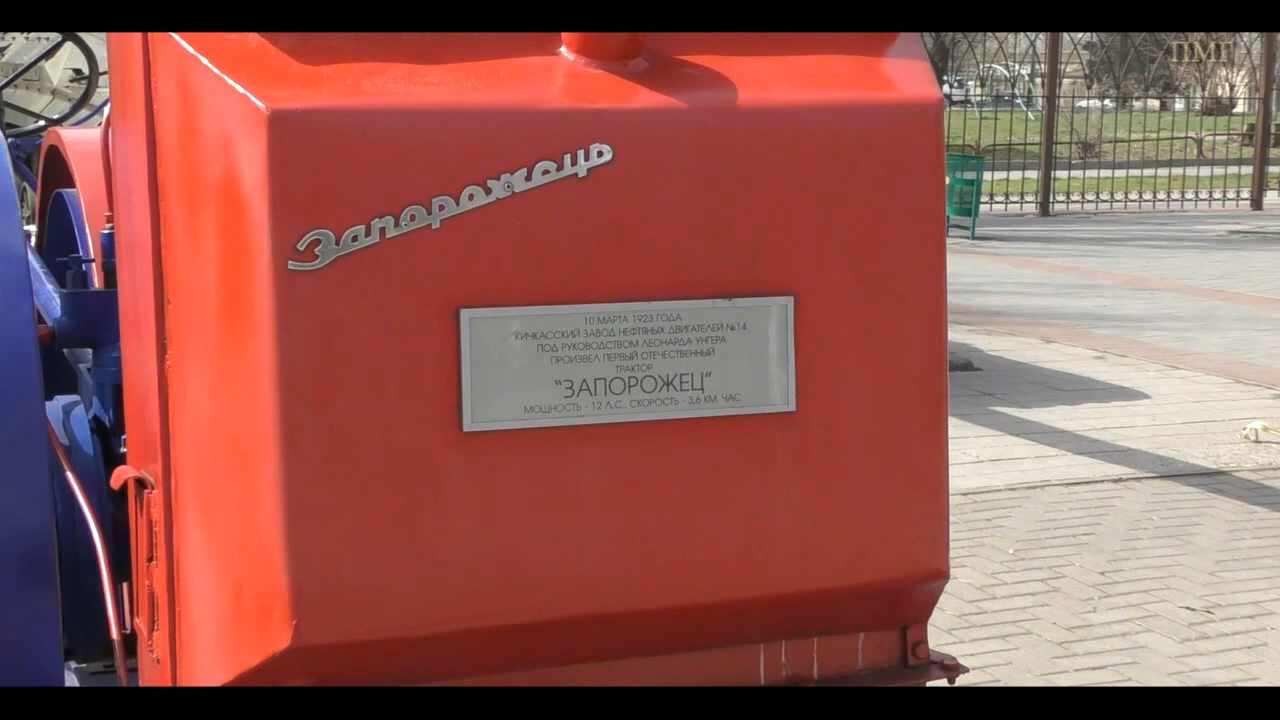 ПМГ
Запорожець
10 МАРТА 1923 ГОДА
КИЧКАССКИЙ ЗАВОД НЕФТЯНЫХ ДВИГАТЕЛЕЙ №14
ПОД РУКОВОДСТВОМ ЛЕОНАРДА УНГЕРА
ПРОИЗВЕЛ ПЕРВЫЙ ОТЕЧЕСТВЕННЫЙ
ТРАКТОР
"ЗАПОРОЖЕЦ"
МОЩНОСТЬ - 12 Л.С., СКОРОСТЬ - 3,6 КМ. ЧАС